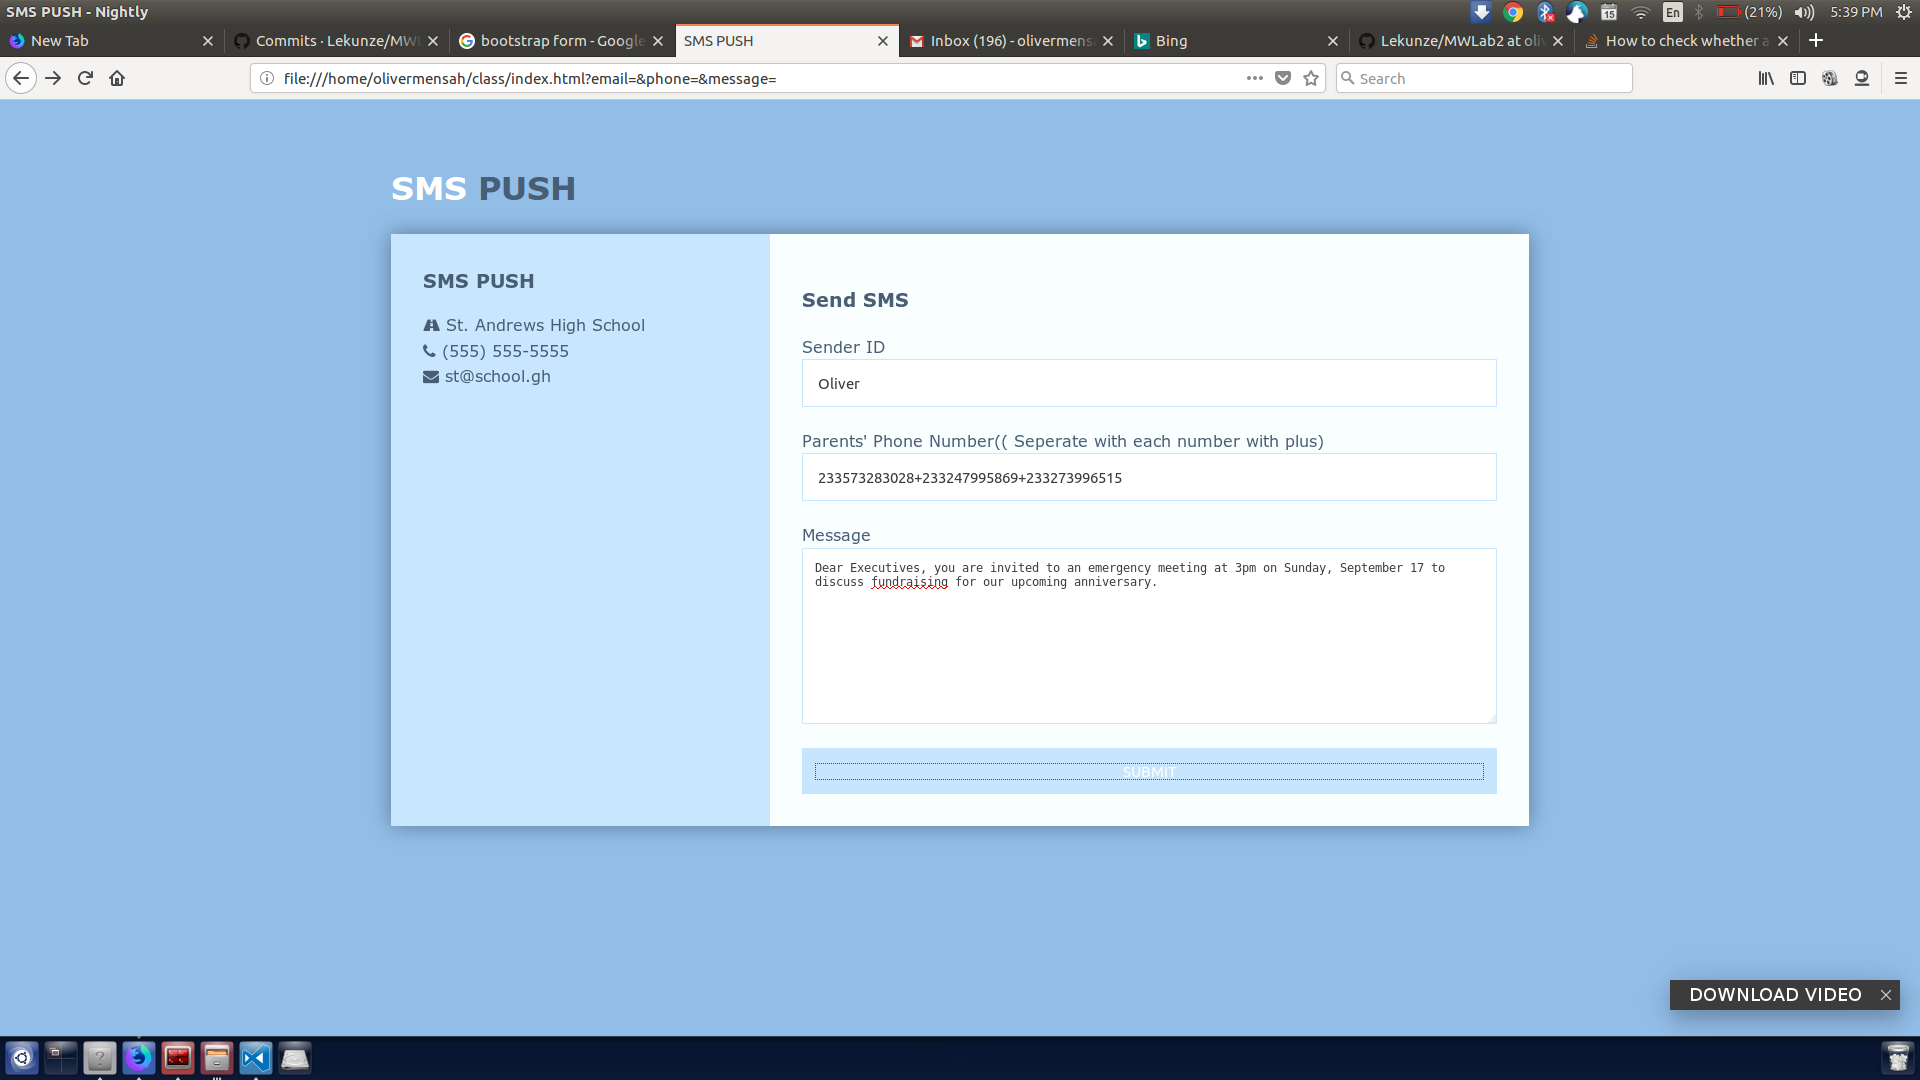 SMS PUSH - Nightly
En
(21%)
5:39 PM
15
New Tab
Commits · Lekunze/MWL
bootstrap form - Google
SMS PUSH
Inbox (196) - olivermens
Bing
Lekunze/MWLab2 at oli
How to check whether a
file:///home/olivermensah/class/index.html?email=&phone=&message=
Search
SMS PUSH
SMS PUSH
St. Andrews High School
(555) 555-5555
st@school.gh
Send SMS
Sender ID
Oliver
Parents' Phone Number(( Seperate with each number with plus)
233573283028+233247995869+233273996515
Message
Dear Executives, you are invited to an emergency meeting at 3pm on Sunday, September 17 to
discuss fundraising for our upcoming anniversary.
SUBMIT
DOWNLOAD VIDEO